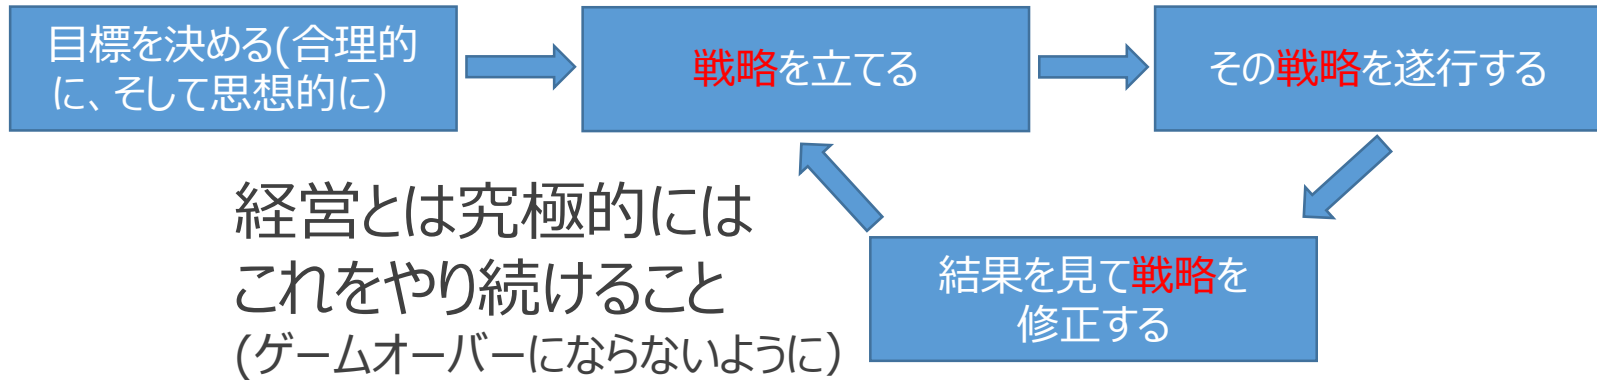 目標を決める(合理的
に、そして思想的に）
戦略を立てる
その戦略を遂行する
経営とは究極的には
これをやり続けること
(ゲームオーバーにならないように）
結果を見て戦略を
修正する